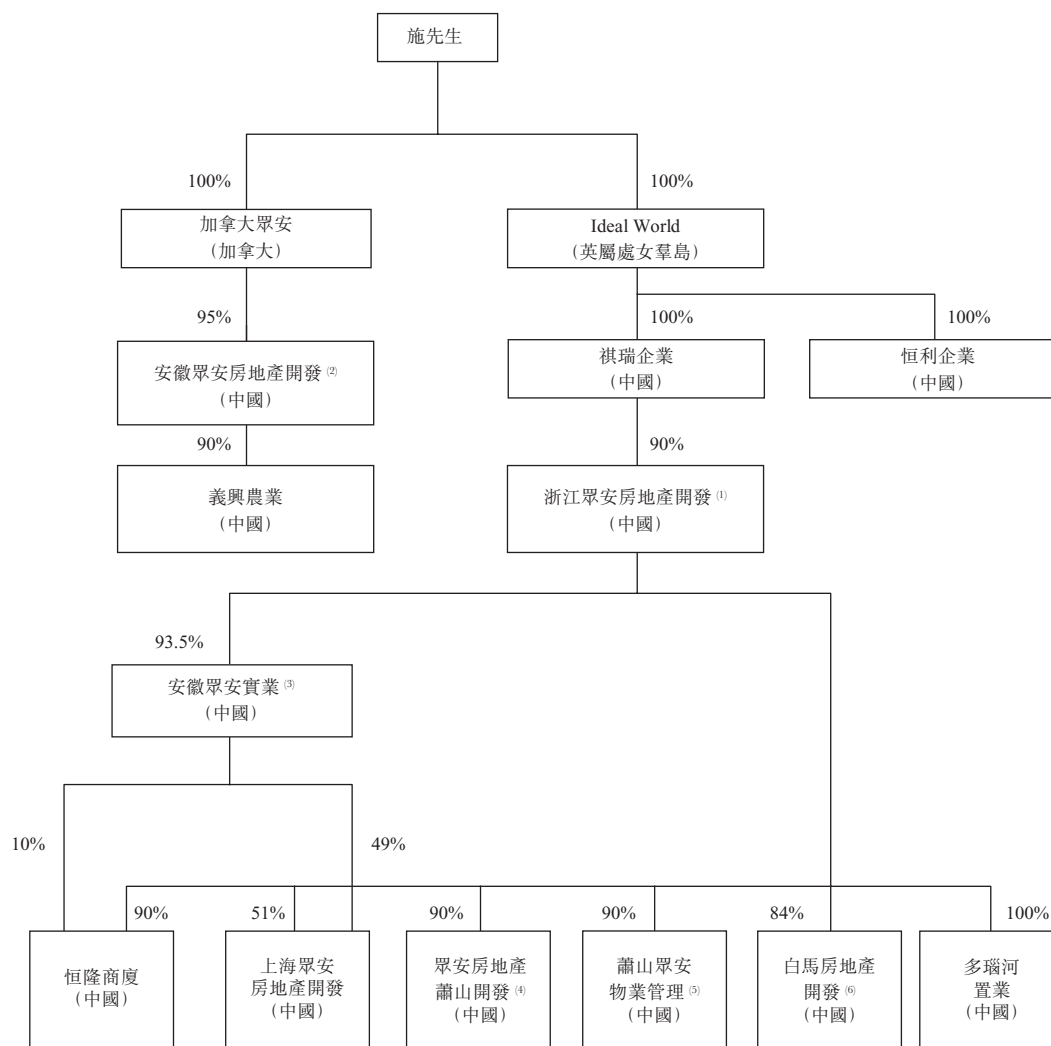 施先生
100%
100%
加拿大眾安
（加拿大）
Ideal World
（英屬處女羣島）
95%
100%
100%
安徽眾安房地產開發 (2)
（中國）
祺瑞企業
（中國）
恒利企業
（中國）
90%
90%
義興農業
（中國）
浙江眾安房地產開發 (1)
（中國）
93.5%
安徽眾安實業 (3)
（中國）
10%
49%
90%
51%
90%
90%
84%
100%
恒隆商廈
（中國）
上海眾安
房地產開發
（中國）
眾安房地產
蕭山開發 (4)
（中國）
蕭山眾安
物業管理 (5)
（中國）
白馬房地產
開發 (6)
（中國）
多瑙河
置業
（中國）